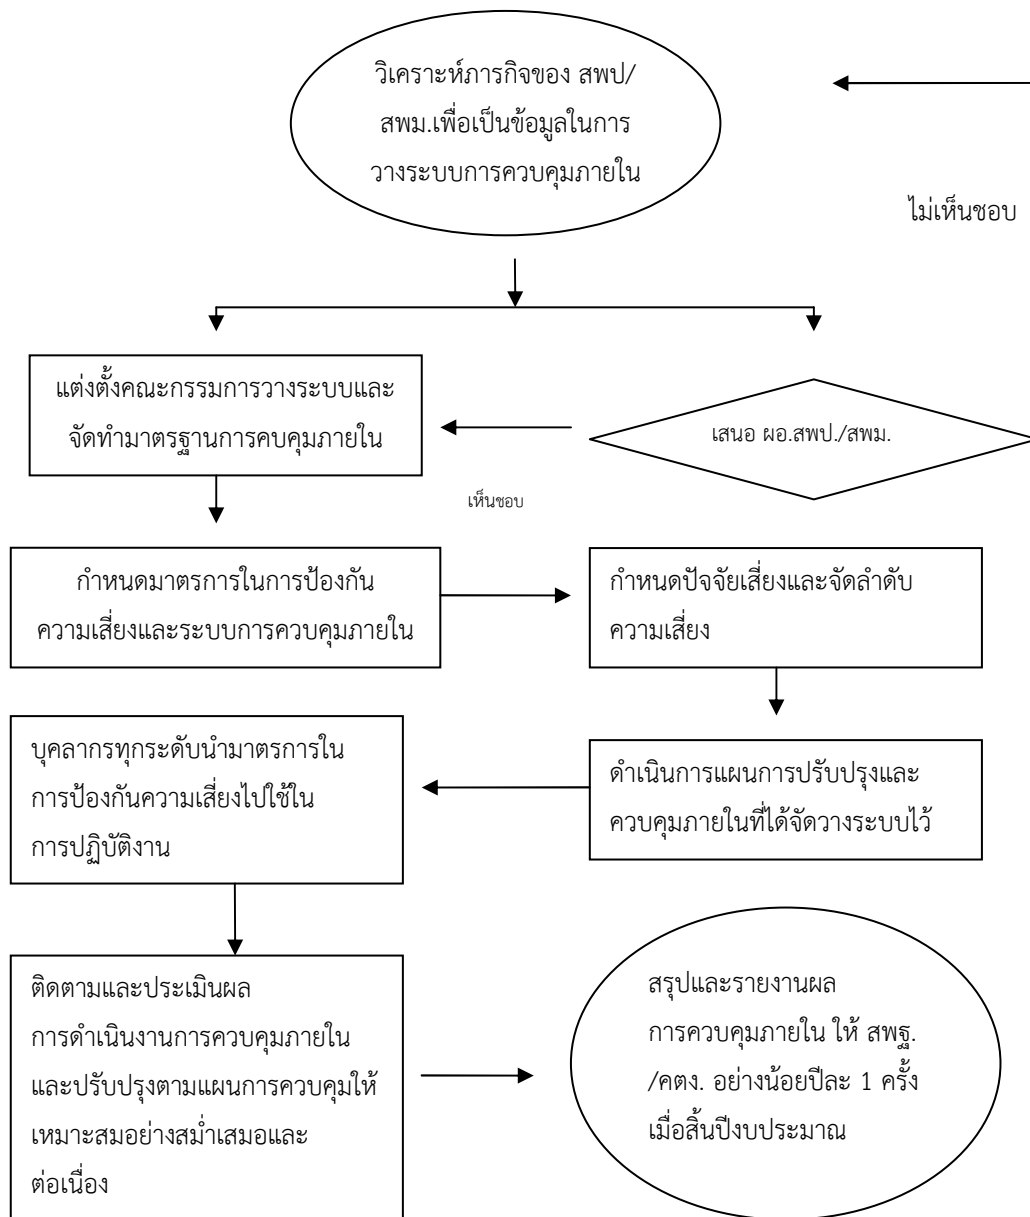 วิเคราะห์ภารกิจของ สพป/
สพม.เพื่อเป็นข้อมูลในการ
วางระบบการควบคุมภายใน
ไม่เห็นชอบ
แต่งตั้งคณะกรรมการวางระบบและ
จัดทำมาตรฐานการคบคุมภายใน
เสนอ ผอ.สพป./สพม.
เห็นชอบ
กำหนดมาตรการในการป้องกัน
ความเสี่ยงและระบบการควบคุมภายใน
กำหนดปัจจัยเสี่ยงและจัดลำดับ
ความเสี่ยง
บุคลากรทุกระดับนำมาตรการใน
การป้องกันความเสี่ยงไปใช้ใน
การปฏิบัติงาน
ดำเนินการแผนการปรับปรุงและ
ควบคุมภายในที่ได้จัดวางระบบไว้
ติดตามและประเมินผล
การดำเนินงานการควบคุมภายใน
และปรับปรุงตามแผนการควบคุมให้
เหมาะสมอย่างสม่ำเสมอและ
ต่อเนื่อง
สรุปและรายงานผล
การควบคุมภายใน ให้ สพฐ.
/คตง. อย่างน้อยปีละ 1 ครั้ง
เมื่อสิ้นปีงบประมาณ